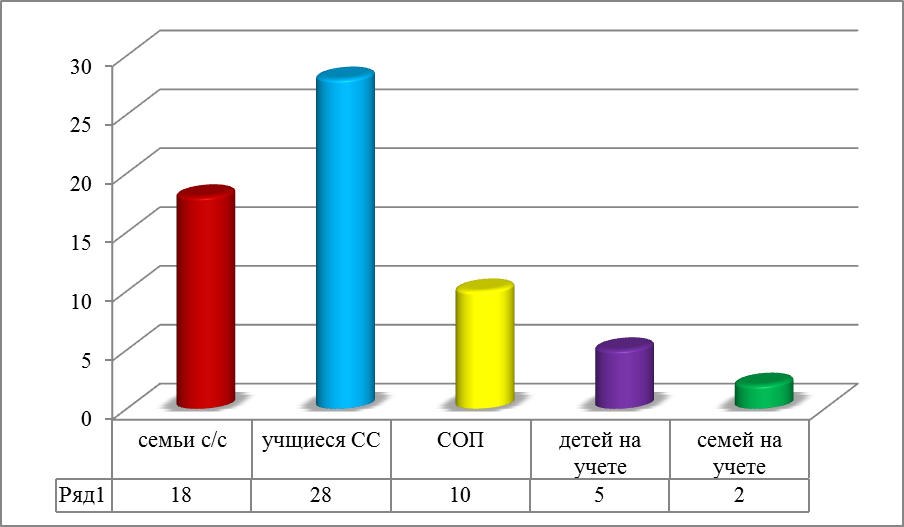 30
25
20
15
10
5
0
семьи с/с
учщиеся СС
СОП
детей на
учете
семей на
учете
Ряд1 18 28 10 5 2